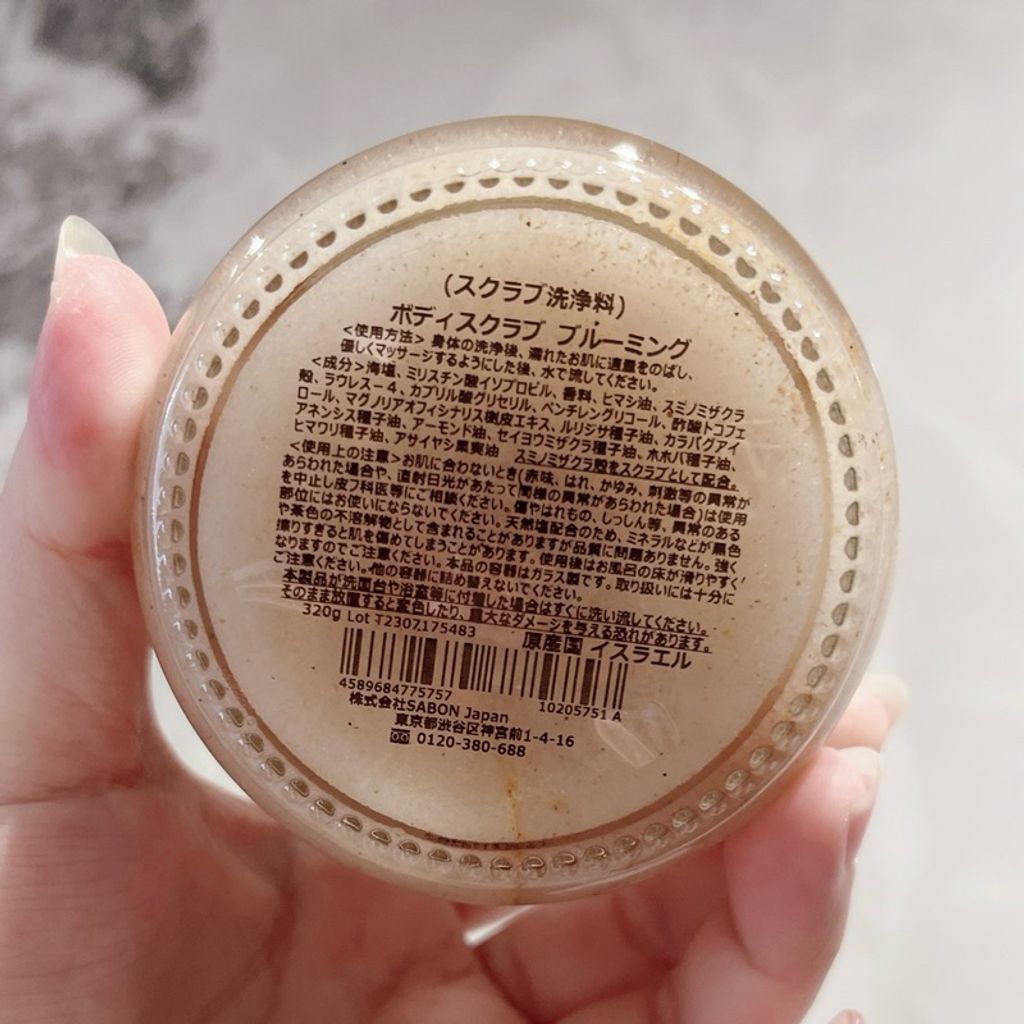 (スクラブ洗浄料)
ボディスクラブ ブルーミング
<使用方法> 身体の洗浄後、濡れたお肌に適量をのばし、
優しくマッサージするようにした後、水で流してください。
<成分>海塩、ミリスチン酸イソプロピル、香料、ヒマシ油、スミノミザクラ
殻、ラウレス-4、カプリル酸グリセリル、ペンチレングリコール、酢酸トコフェ
ロール、マグノリアオフィシナリス樹皮エキス、ルリジサ種子油、カラパグアイ
アネンシス種子油、アーモンド油、セイヨウミザクラ種子油、ホホバ種子油、
ヒマワリ種子油、アサイヤシ果実油 スミノミザクラ殻をスクラブとして配合。
<使用上の注意>お肌に合わないとき(赤味、はれ、かゆみ、刺激等の異常が
あらわれた場合や、直射日光があたって同様の異常があらわれた場合)は使用
を中止し皮フ科医等にご相談ください。傷やはれもの、しっしん等、異常のある
部位にはお使いにならないでください。天然塩配合のため、ミネラルなどが黒色
や茶色の不溶解物として含まれることがありますが品質に問題ありません。強く
擦りすぎると肌を傷めてしまうことがあります。使用後はお風呂の床が滑りやすく
なりますのでご注意ください。本品の容器はガラス製です。取り扱いには十分に
ご注意ください。他の容器に詰め替えないでください。
本製品が洗面台や浴室等に付着した場合はすぐに洗い流してください。
そのまま放置すると変色したり、重大なダメージを与える恐れがあります。
320g Lot T2307175483
原産国 イスラエル
4589684775757
10205751 A
株式会社SABON Japan
東京都渋谷区神宮前1-4-16
0120-380-688